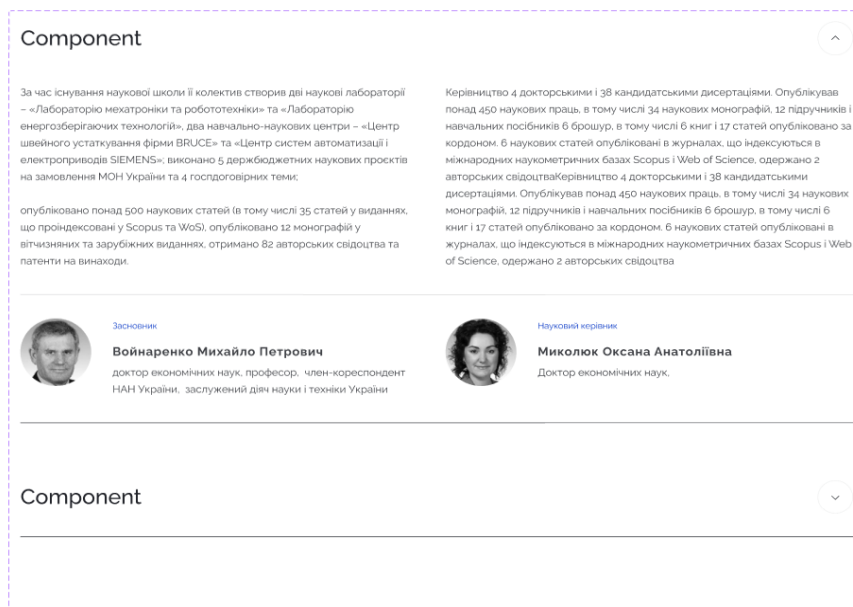 Component
За час існування наукової школи її колектив створив дві наукові лабораторії
– «Лабораторію мехатроніки та робототехніки» та «Лабораторію
енергозберігаючих технологій», два навчально-наукових центри – «Центр
швейного устаткування фірми BRUCE» та «Центр систем автоматизації і
електроприводів SIEMENS»; виконано 5 держбюджетних наукових проєктів
на замовлення МОН України та 4 госпдоговірних теми;
опубліковано понад 500 наукових статей (в тому числі 35 статей у виданнях,
що проіндексовані у Scopus та WoS), опубліковано 12 монографій у
вітчизняних та зарубіжних виданнях, отримано 82 авторських свідоцтва та
патенти на винаходи.
Керівництво 4 докторськими і 38 кандидатськими дисертаціями. Опублікував
понад 450 наукових праць, в тому числі 34 наукових монографій, 12 підручників і
навчальних посібників 6 брошур, в тому числі 6 книг і 17 статей опубліковано за
кордоном. 6 наукових статей опубліковані в журналах, що індексуються в
міжнародних наукометричних базах Scopus і Web of Science, одержано 2
авторських свідоцтваКерівництво 4 докторськими і 38 кандидатськими
дисертаціями. Опублікував понад 450 наукових праць, в тому числі 34 наукових
монографій, 12 підручників і навчальних посібників 6 брошур, в тому числі 6
книг і 17 статей опубліковано за кордоном. 6 наукових статей опубліковані в
журналах, що індексуються в міжнародних наукометричних базах Scopus і Web
of Science, одержано 2 авторських свідоцтва
Засновник
Войнаренко Михайло Петрович
доктор економічних наук, професор, член-кореспондент
НАН України, заслужений діяч науки і техніки України
Науковий керівник
Миколюк Оксана Анатоліївна
Доктор економічних наук,
Component